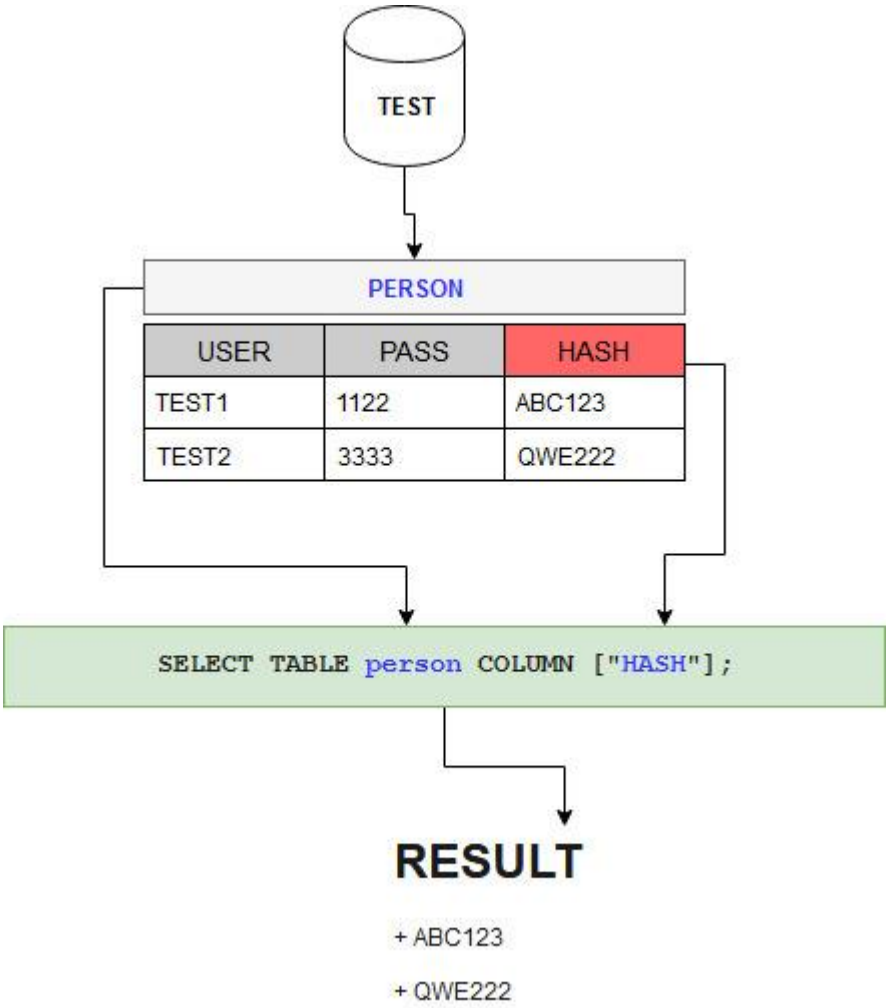 TEST
PERSON
USER PASS HASH
TEST1 1122 ABC123
TEST2 3333 QWE222
SELECT TABLE person COLUMN ["HASH"];
RESULT
+ ABC123
+ QWE222